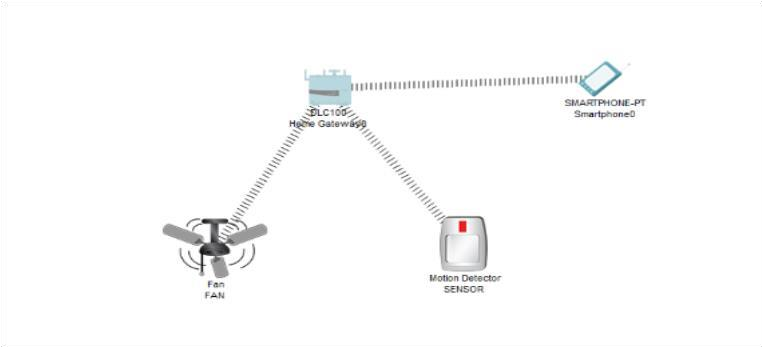 DLC100
Home Gateway0
SMARTPHONE-PT
Smartphone0
Motion Detector
SENSOR
Fan
FAN